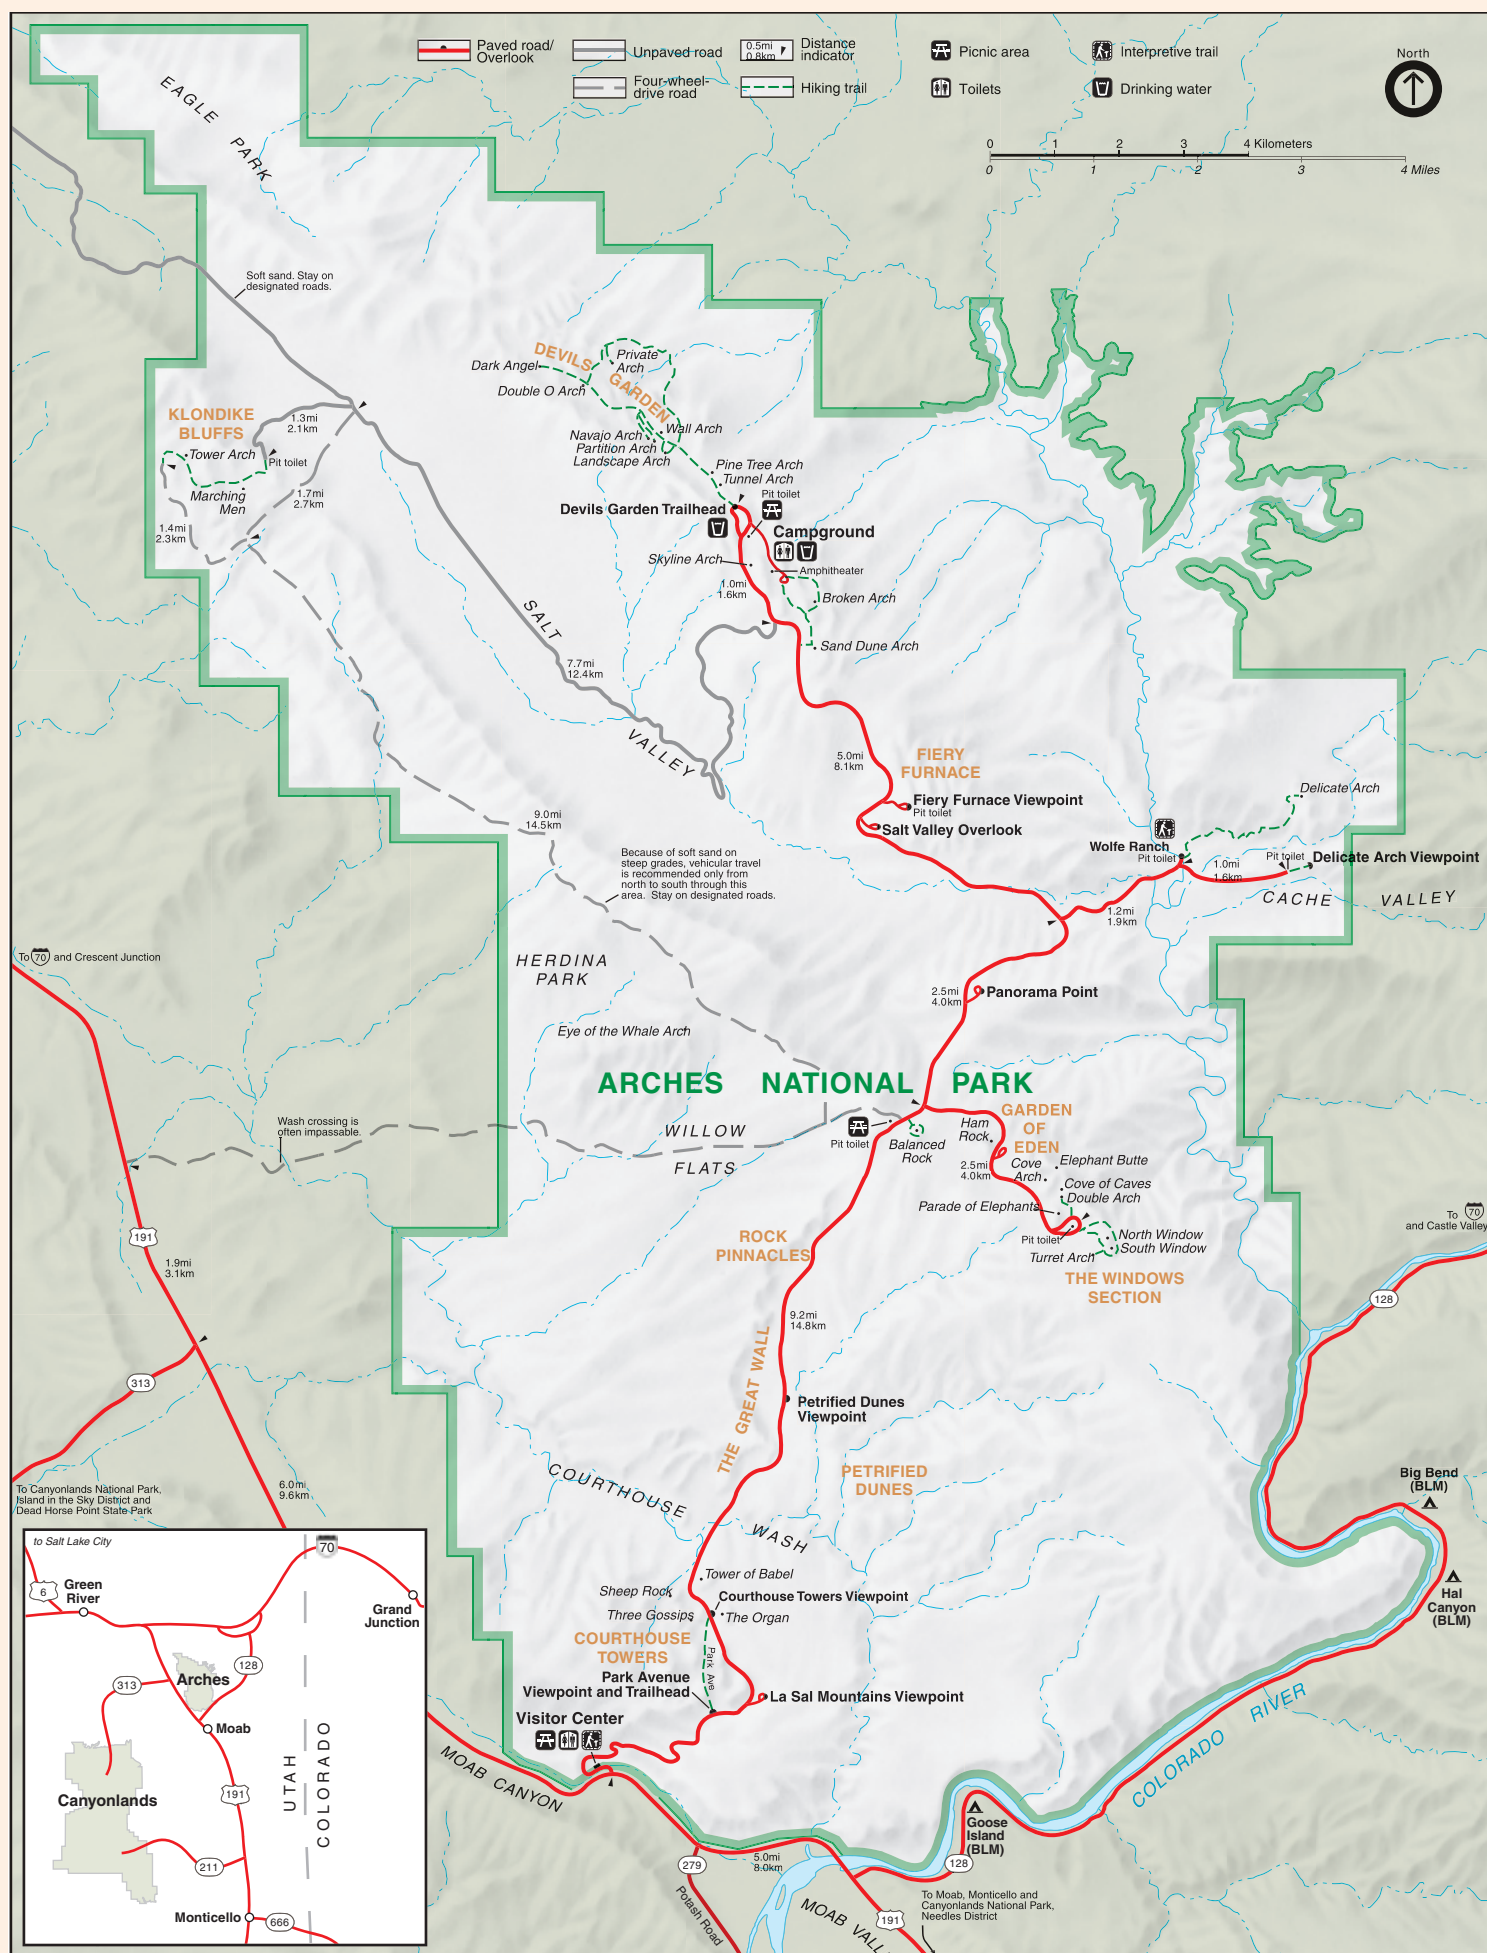 Paved road/
Overlook
Unpaved road
Four-wheel-
drive road
0.5mi
0.8km
Distance
indicator
Hiking trail
Picnic area
Toilets
Interpretive trail
Drinking water
North
0 1 2 3 4 Kilometers
0 1 2 3 4 Miles
EAGLE PARK
Soft sand. Stay on
designated roads.
DEVILS
GARDEN
Private
Arch
Dark Angel
Double O Arch
Wall Arch
Navajo Arch
Partition Arch
Landscape Arch
Pine Tree Arch
Tunnel Arch
Pit toilet
Devils Garden Trailhead
Campground
Skyline Arch
Amphitheater
1.0mi
1.6km
Broken Arch
Sand Dune Arch
KLONDIKE
BLUFFS
1.3mi
2.1km
Tower Arch
Pit toilet
Marching
Men
1.7mi
2.7km
1.4mi
2.3km
SALT
7.7mi
12.4km
VALLEY
5.0mi
8.1km
FIERY
FURNACE
Fiery Furnace Viewpoint
Pit toilet
Salt Valley Overlook
Delicate Arch
Wolfe Ranch
Pit toilet
1.0mi
1.6km
Pit toilet
Delicate Arch Viewpoint
CACHE VALLEY
1.2mi
1.9km
9.0mi
14.5km
Because of soft sand on
steep grades, vehicular travel
is recommended only from
north to south through this
area. Stay on designated roads.
To 70 and Crescent Junction
HERDINA
PARK
2.5mi
4.0km
Panorama Point
Eye of the Whale Arch
ARCHES NATIONAL PARK
Wash crossing is
often impassable.
WILLOW
FLATS
Pit toilet
Balanced
Rock
Ham
Rock
GARDEN
OF
EDEN
2.5mi
4.0km
Cove
Arch
Elephant Butte
Cove of Caves
Double Arch
Parade of Elephants
Pit toilet
North Window
South Window
Turret Arch
THE WINDOWS
SECTION
To 70
and Castle Valley
128
191
1.9mi
3.1km
ROCK
PINNACLES
9.2mi
14.8km
THE GREAT WALL
313
Petrified Dunes
Viewpoint
PETRIFIED
DUNES
To Canyonlands National Park,
Island in the Sky District and
Dead Horse Point State Park
6.0mi
9.6km
COURTHOUSE
WASH
Big Bend
(BLM)
Hal
Canyon
(BLM)
Tower of Babel
Sheep Rock
Courthouse Towers Viewpoint
Three Gossips
The Organ
COURTHOUSE
TOWERS
Park Ave
Park Avenue
Viewpoint and Trailhead
La Sal Mountains Viewpoint
Visitor Center
MOAB CANYON
COLORADO RIVER
Goose
Island
(BLM)
128
279
5.0mi
8.0km
Potash Road
MOAB VALL
191
To Moab, Monticello and
Canyonlands National Park,
Needles District
to Salt Lake City
70
6
Green
River
Grand
Junction
128
313
Arches
Moab
191
UTAH
COLORADO
Canyonlands
211
Monticello
666